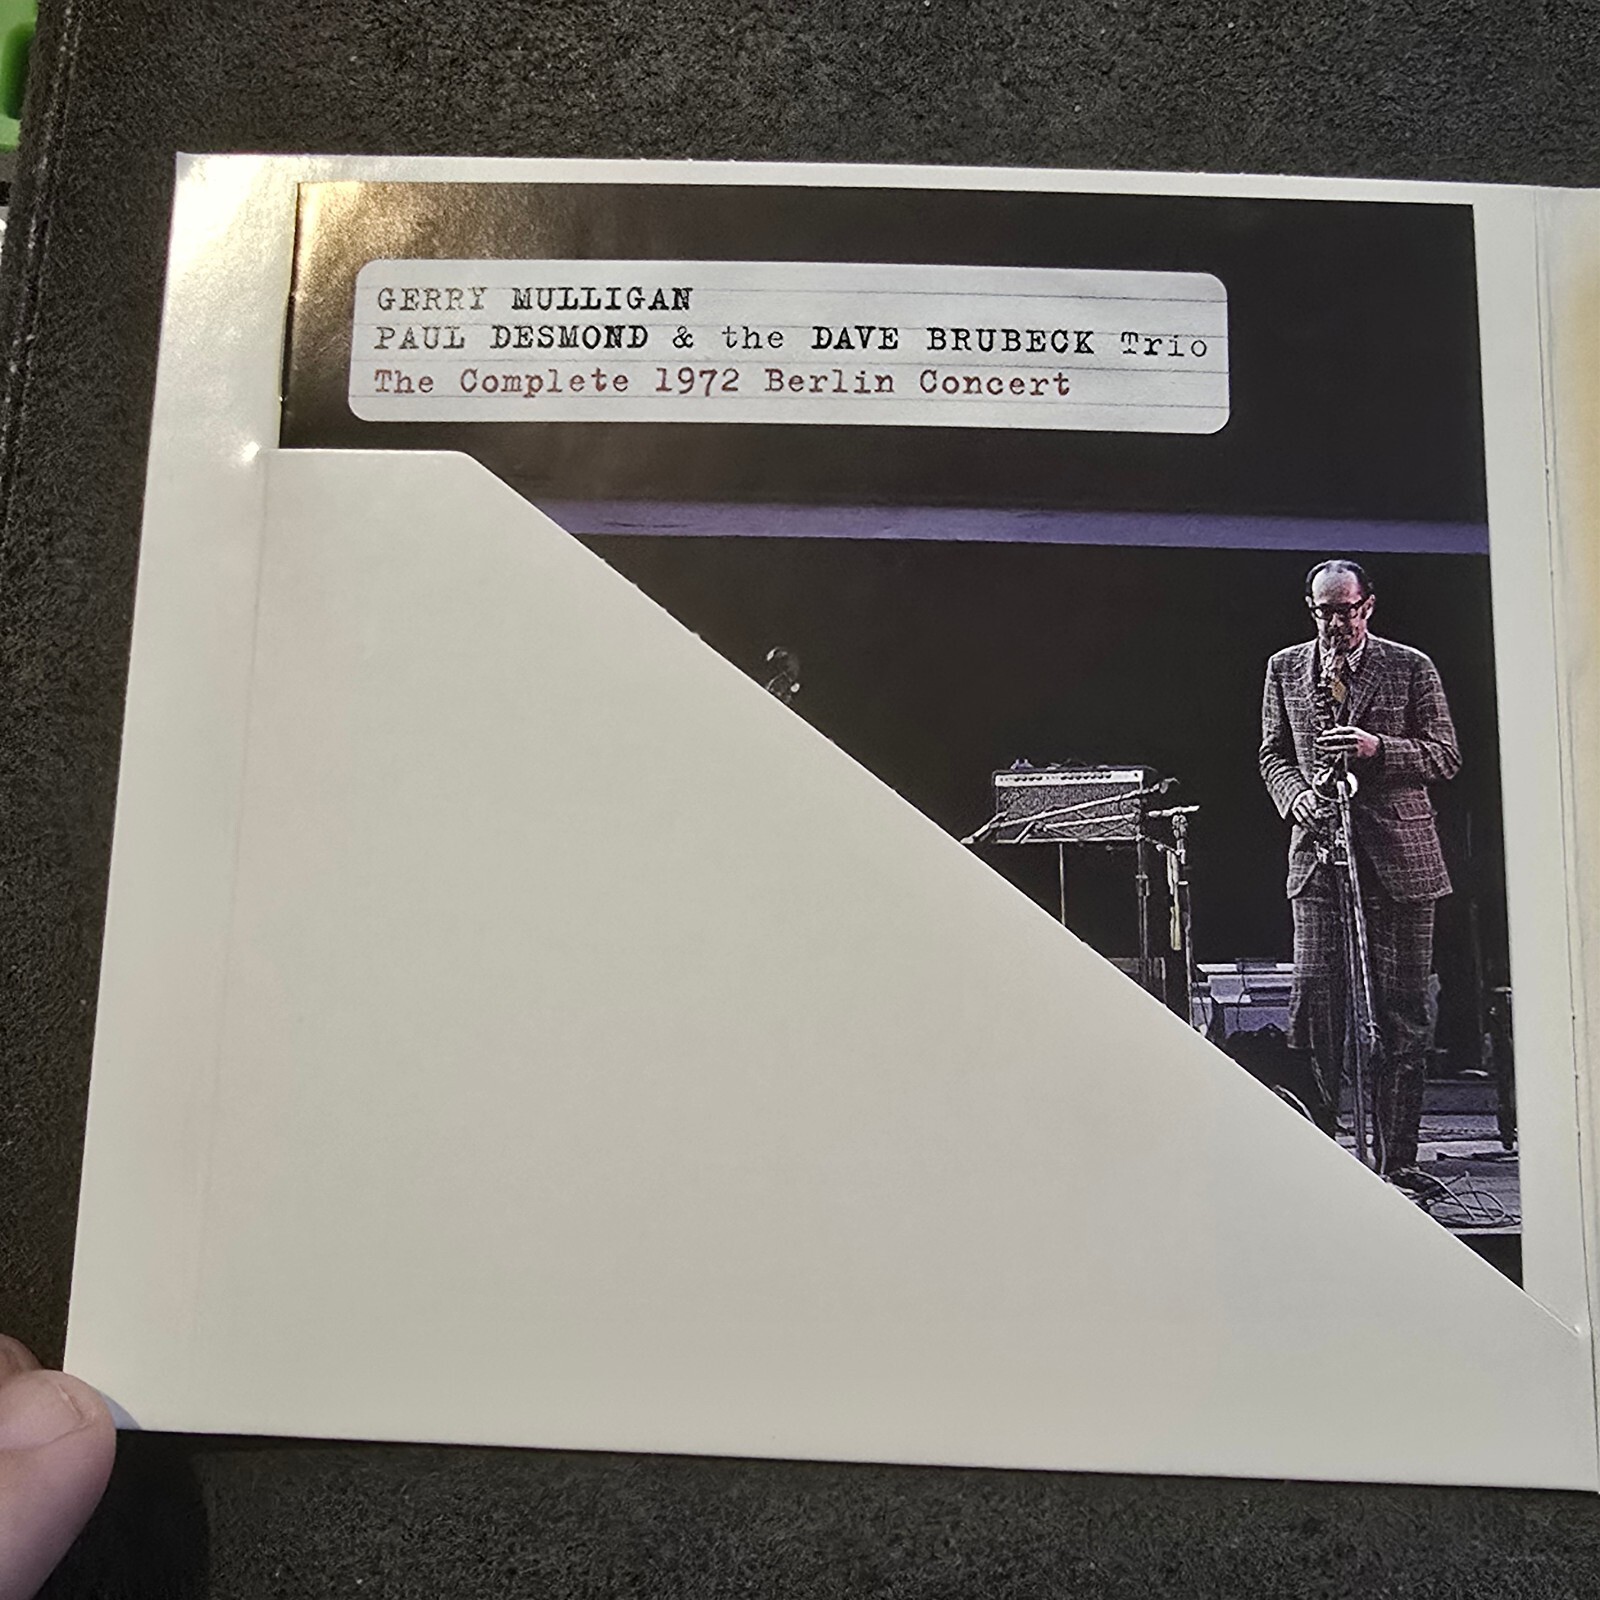 GERRY MULLIGAN
PAUL DESMOND & the DAVE BRUBECK Trio
The Complete 1972 Berlin Concert